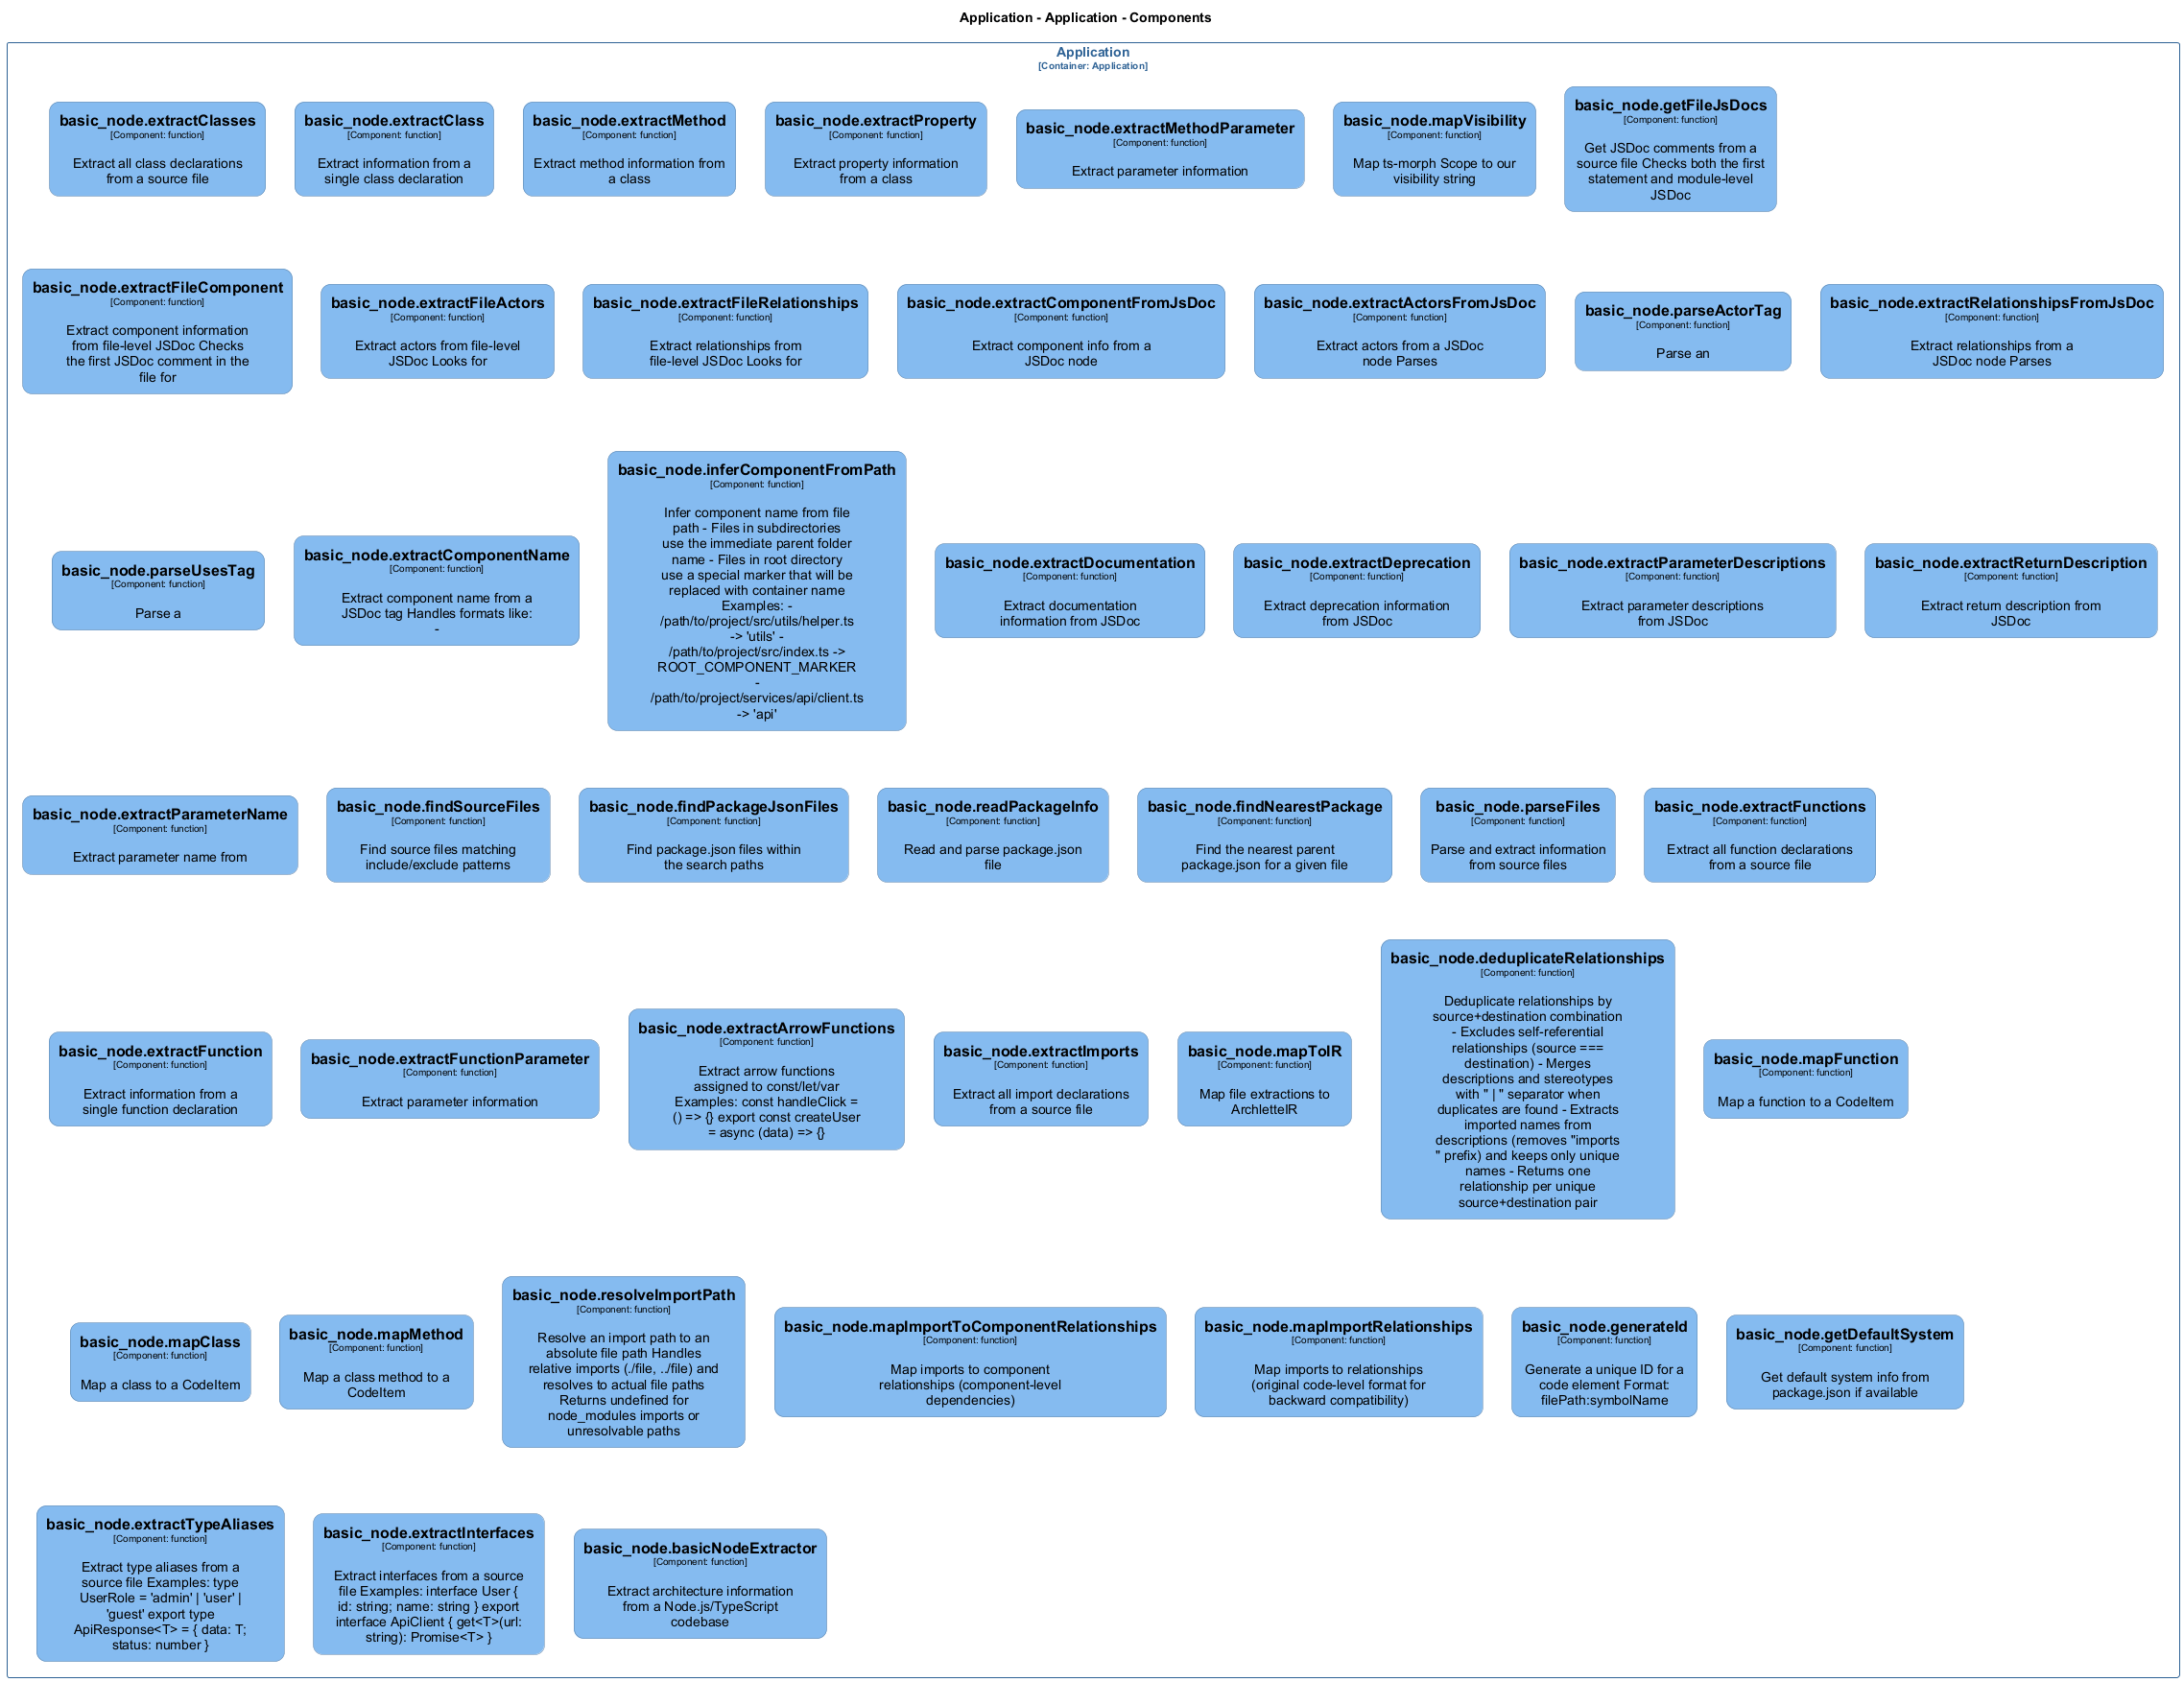 Application - Application - Components
Application
[Container: Application]
basic_node.extractClasses
[Component: function]
Extract all class declarations
from a source file
basic_node.extractClass
[Component: function]
Extract information from a
single class declaration
basic_node.extractMethod
[Component: function]
Extract method information from
a class
basic_node.extractProperty
[Component: function]
Extract property information
from a class
basic_node.extractMethodParameter
[Component: function]
Extract parameter information
basic_node.mapVisibility
[Component: function]
Map ts-morph Scope to our
visibility string
basic_node.getFileJsDocs
[Component: function]
Get JSDoc comments from a
source file Checks both the first
statement and module-level
JSDoc
basic_node.extractFileComponent
[Component: function]
Extract component information
from file-level JSDoc Checks
the first JSDoc comment in the
file for
basic_node.extractFileActors
[Component: function]
Extract actors from file-level
JSDoc Looks for
basic_node.extractFileRelationships
[Component: function]
Extract relationships from
file-level JSDoc Looks for
basic_node.extractComponentFromJsDoc
[Component: function]
Extract component info from a
JSDoc node
basic_node.extractActorsFromJsDoc
[Component: function]
Extract actors from a JSDoc
node Parses
basic_node.parseActorTag
[Component: function]
Parse an
basic_node.extractRelationshipsFromJsDoc
[Component: function]
Extract relationships from a
JSDoc node Parses
basic_node.parseUsesTag
[Component: function]
Parse a
basic_node.extractComponentName
[Component: function]
Extract component name from a
JSDoc tag Handles formats like:
-
basic_node.inferComponentFromPath
[Component: function]
Infer component name from file
path - Files in subdirectories
use the immediate parent folder
name - Files in root directory
use a special marker that will be
replaced with container name
Examples: -
/path/to/project/src/utils/helper.ts
-> 'utils' -
/path/to/project/src/index.ts ->
ROOT_COMPONENT_MARKER
-
/path/to/project/services/api/client.ts
-> 'api'
basic_node.extractDocumentation
[Component: function]
Extract documentation
information from JSDoc
basic_node.extractDeprecation
[Component: function]
Extract deprecation information
from JSDoc
basic_node.extractParameterDescriptions
[Component: function]
Extract parameter descriptions
from JSDoc
basic_node.extractReturnDescription
[Component: function]
Extract return description from
JSDoc
basic_node.extractParameterName
[Component: function]
Extract parameter name from
basic_node.findSourceFiles
[Component: function]
Find source files matching
include/exclude patterns
basic_node.findPackageJsonFiles
[Component: function]
Find package.json files within
the search paths
basic_node.readPackageInfo
[Component: function]
Read and parse package.json
file
basic_node.findNearestPackage
[Component: function]
Find the nearest parent
package.json for a given file
basic_node.parseFiles
[Component: function]
Parse and extract information
from source files
basic_node.extractFunctions
[Component: function]
Extract all function declarations
from a source file
basic_node.extractFunction
[Component: function]
Extract information from a
single function declaration
basic_node.extractFunctionParameter
[Component: function]
Extract parameter information
basic_node.extractArrowFunctions
[Component: function]
Extract arrow functions
assigned to const/let/var
Examples: const handleClick =
() => {} export const createUser
= async (data) => {}
basic_node.extractImports
[Component: function]
Extract all import declarations
from a source file
basic_node.mapToIR
[Component: function]
Map file extractions to
ArchletteIR
basic_node.deduplicateRelationships
[Component: function]
Deduplicate relationships by
source+destination combination
- Excludes self-referential
relationships (source ===
destination) - Merges
descriptions and stereotypes
with " | " separator when
duplicates are found - Extracts
imported names from
descriptions (removes "imports
" prefix) and keeps only unique
names - Returns one
relationship per unique
source+destination pair
basic_node.mapFunction
[Component: function]
Map a function to a CodeItem
basic_node.mapClass
[Component: function]
Map a class to a CodeItem
basic_node.mapMethod
[Component: function]
Map a class method to a
CodeItem
basic_node.resolveImportPath
[Component: function]
Resolve an import path to an
absolute file path Handles
relative imports (./file, ../file) and
resolves to actual file paths
Returns undefined for
node_modules imports or
unresolvable paths
basic_node.mapImportToComponentRelationships
[Component: function]
Map imports to component
relationships (component-level
dependencies)
basic_node.mapImportRelationships
[Component: function]
Map imports to relationships
(original code-level format for
backward compatibility)
basic_node.generateId
[Component: function]
Generate a unique ID for a
code element Format:
filePath:symbolName
basic_node.getDefaultSystem
[Component: function]
Get default system info from
package.json if available
basic_node.extractTypeAliases
[Component: function]
Extract type aliases from a
source file Examples: type
UserRole = 'admin' | 'user' |
'guest' export type
ApiResponse<T> = { data: T;
status: number }
basic_node.extractInterfaces
[Component: function]
Extract interfaces from a source
file Examples: interface User {
id: string; name: string } export
interface ApiClient { get<T>(url:
string): Promise<T> }
basic_node.basicNodeExtractor
[Component: function]
Extract architecture information
from a Node.js/TypeScript
codebase